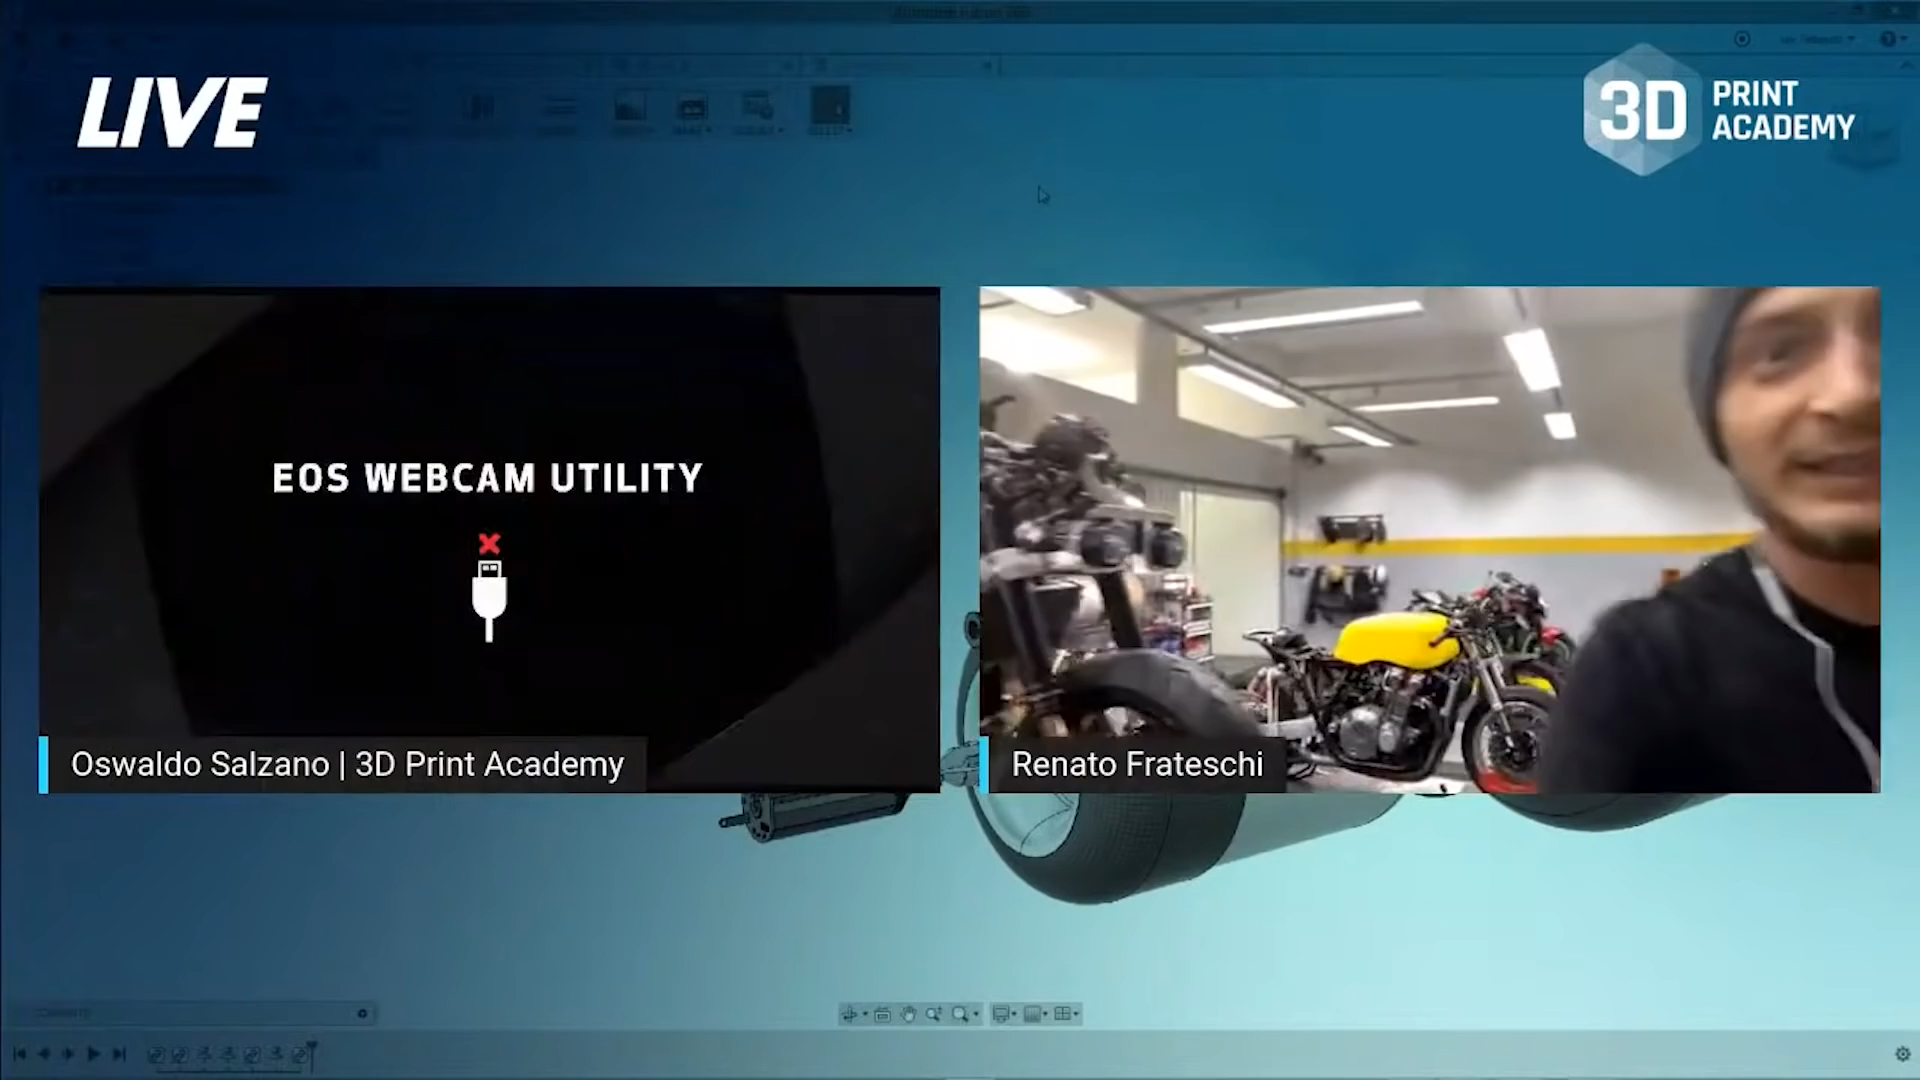 LIVE
3D PRINT
ACADEMY
EOS WEBCAM UTILITY
Oswaldo Salzano | 3D Print Academy
Renato Frateschi